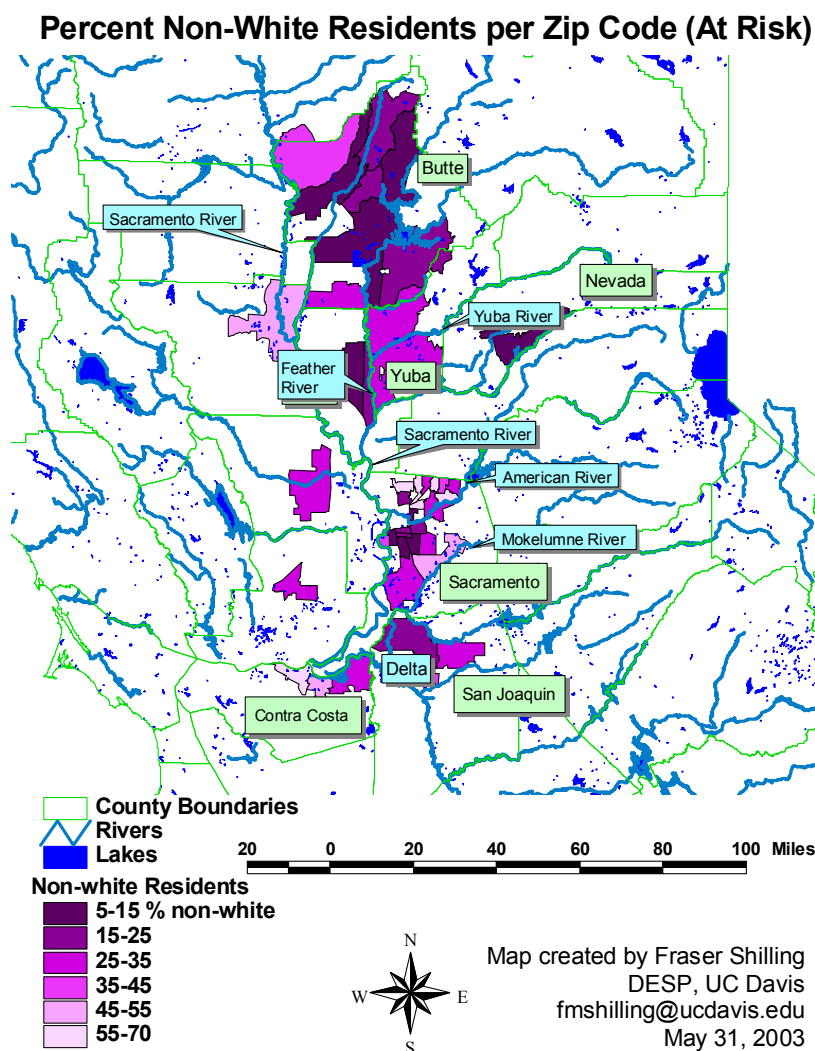 Percent Non-White Residents per Zip Code (At Risk)
Butte
Sacramento River
Nevada
Yuba River
Feather
River
Yuba
Sacramento River
American River
Mokelumne River
Sacramento
Delta
San Joaquin
Contra Costa
County Boundaries
Rivers
Lakes
20 0 20 40 60 80 100 Miles
Non-white Residents
5-15 % non-white
15-25
25-35
35-45
45-55
55-70
N
W E
S
Map created by Fraser Shilling
DESP, UC Davis
fmshilling@ucdavis.edu
May 31, 2003